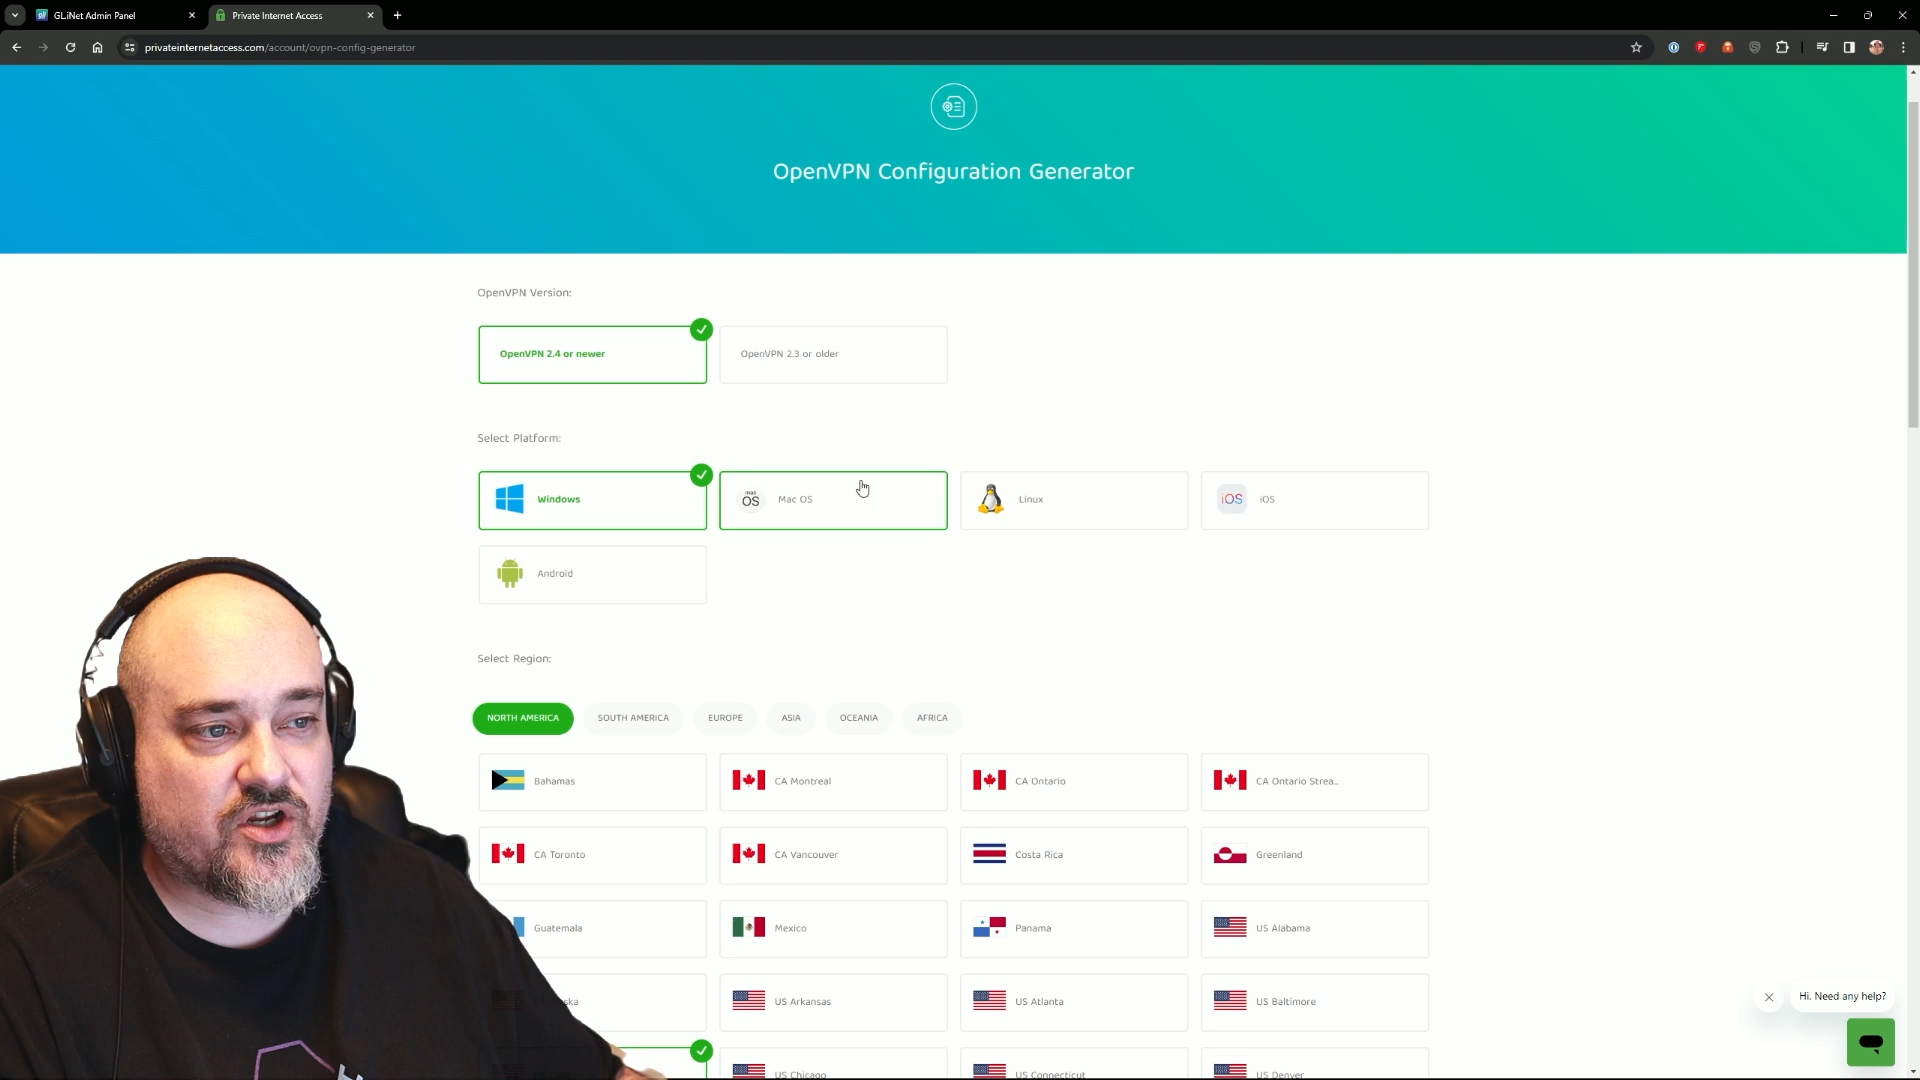 GLiNet Admin Panel
Private Internet Access
privateinternetaccess.com/account/ovpn-config-generator
OpenVPN Configuration Generator
OpenVPN Version:
OpenVPN 2.4 or newer
OpenVPN 2.3 or older
Select Platform:
Windows
mac OS
Mac OS
Linux
iOS
iOS
Android
Select Region:
NORTH AMERICA
SOUTH AMERICA
EUROPE
ASIA
OCEANIA
AFRICA
Bahamas
CA Montreal
CA Ontario
CA Ontario Strea...
CA Toronto
CA Vancouver
Costa Rica
Greenland
Guatemala
Mexico
Panama
US Alabama
US Arkansas
US Atlanta
US Baltimore
Hi. Need any help?
US Chicago
US Connecticut
US Denver